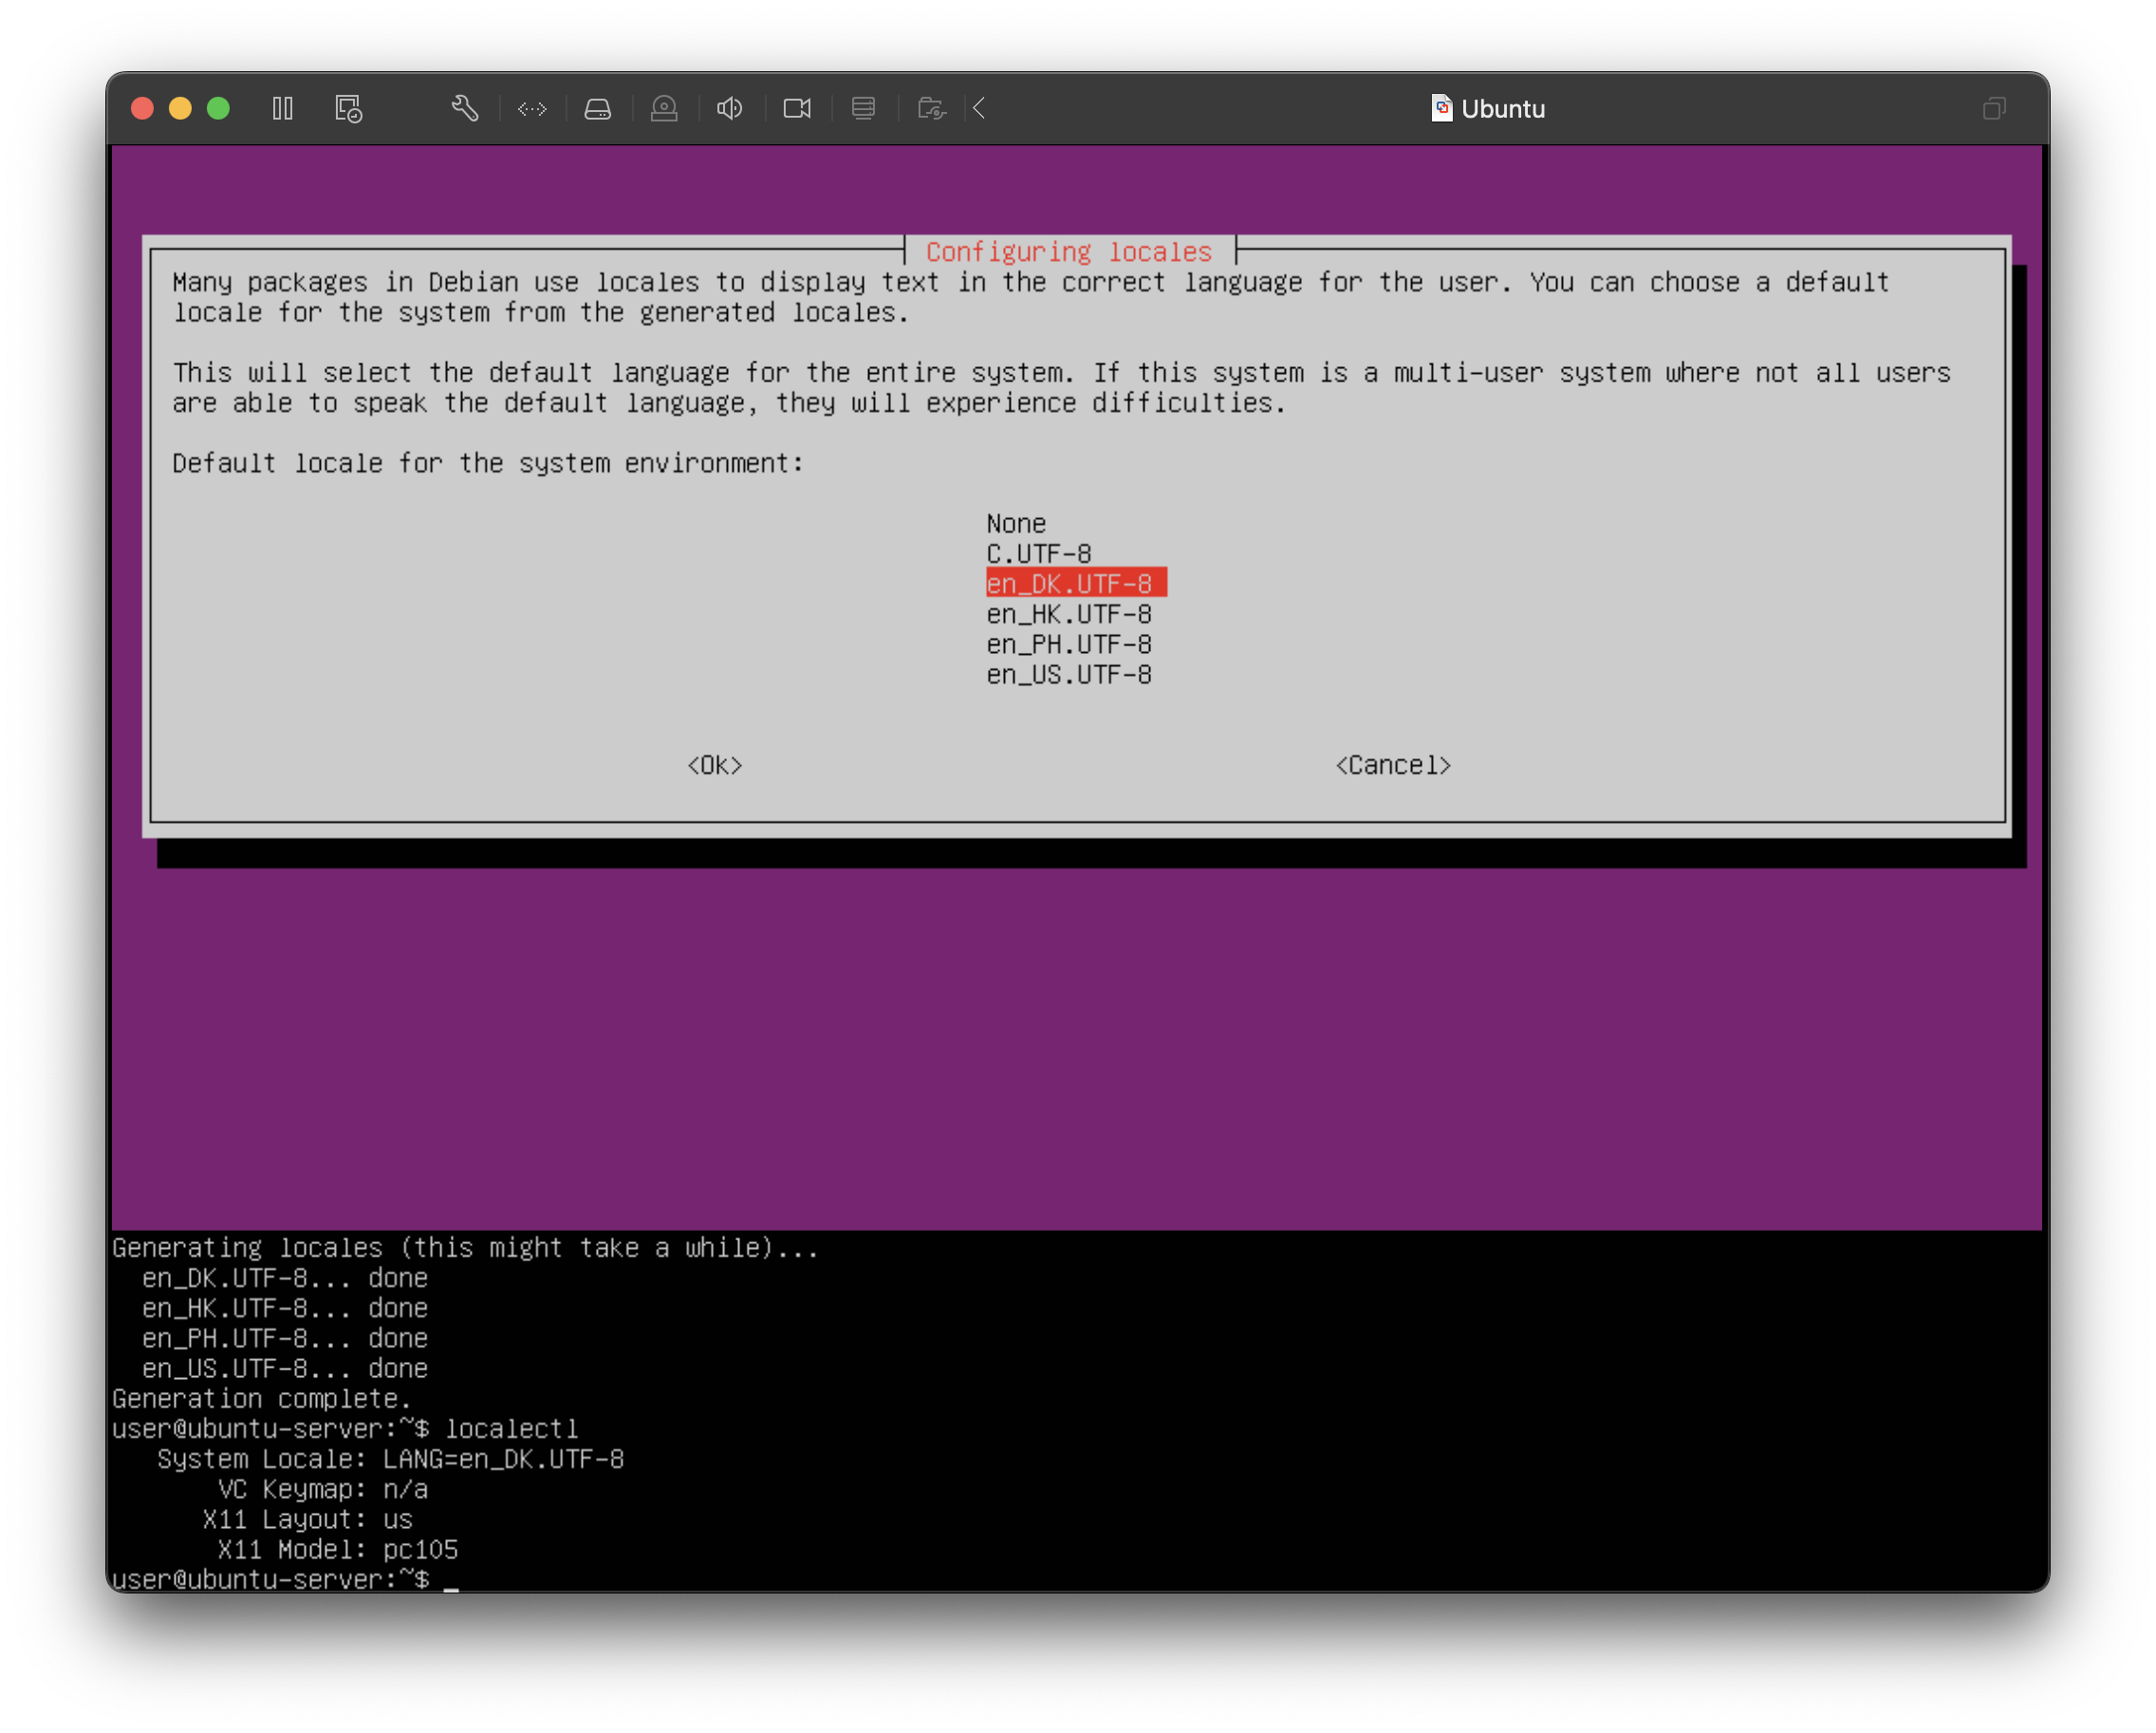 Ubuntu
Configuring locales
Many packages in Debian use locales to display text in the correct language for the user. You can choose a default
locale for the system from the generated locales.
This will select the default language for the entire system. If this system is a multi-user system where not all users
are able to speak the default language, they will experience difficulties.
Default locale for the system environment:
None
C.UTF-8
en_DK.UTF-8
en_HK.UTF-8
en_PH.UTF-8
en_US.UTF-8
<Ok> <Cancel>
Generating locales (this might take a while)...
en_DK.UTF-8... done
en_HK.UTF-8... done
en_PH.UTF-8... done
en_US.UTF-8... done
Generation complete.
user@ubuntu-server:~$ localectl
System Locale: LANG=en_DK.UTF-8
VC Keymap: n/a
X11 Layout: us
X11 Model: pc105
user@ubuntu-server:~$ _